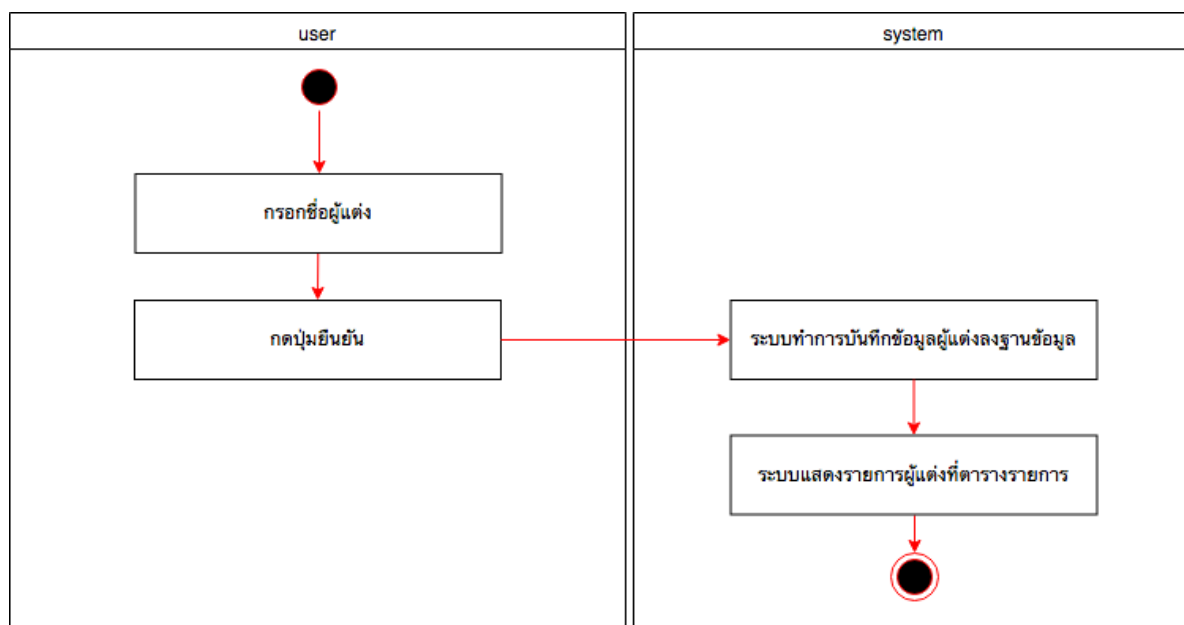 user
system
กรอกชื่อผู้แต่ง
กดปุ่มยืนยัน
ระบบทำการบันทึกข้อมูลผู้แต่งลงฐานข้อมูล
ระบบแสดงรายการผู้แต่งที่ตารางรายการ